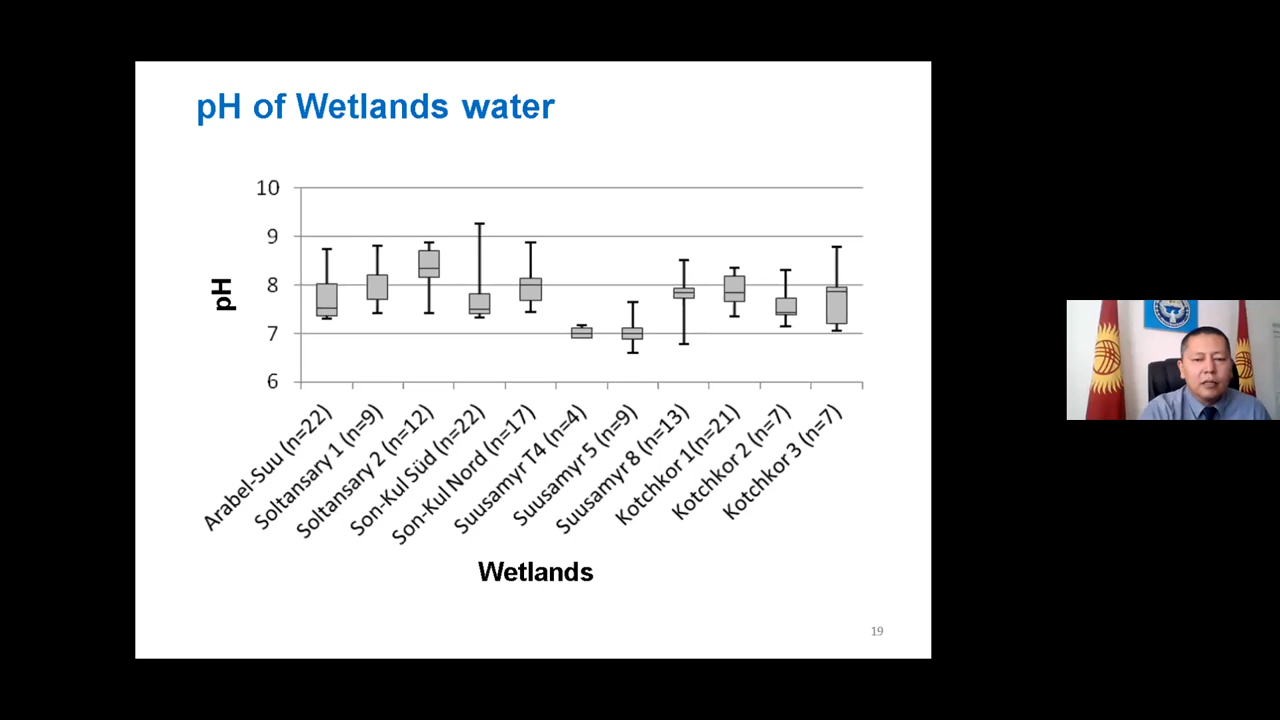 pH of Wetlands water
10
9
8
7
6
pH
Arabel-Suu (n=22)
Soltansary 1 (n=9)
Soltansary 2 (n=12)
Son-Kul Süd (n=22)
Son-Kul Nord (n=17)
Suusamyr T4 (n=4)
Suusamyr 5 (n=9)
Suusamyr 8 (n=13)
Kotchkor 1(n=21)
Kotchkor 2 (n=7)
Kotchkor 3 (n=7)
Wetlands
19